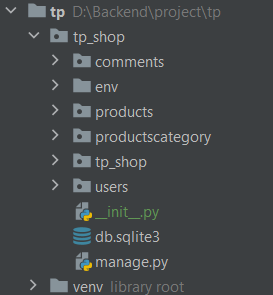 tp D:\Backend\project\tp
tp_shop
comments
env
products
productscategory
tp_shop
users
__init__.py
db.sqlite3
manage.py
venv library root